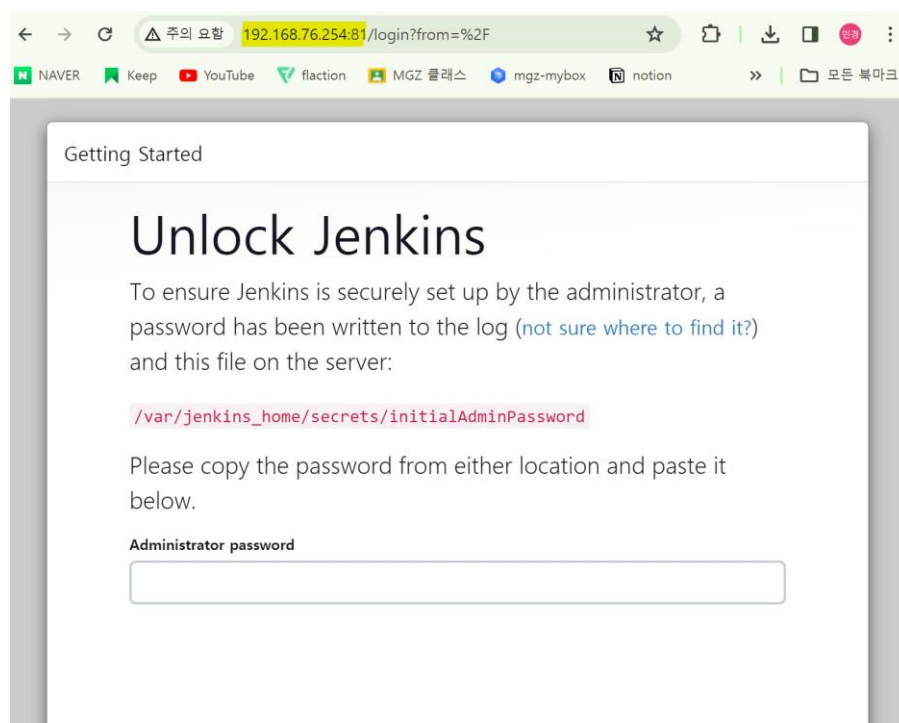 주의 요함 192.168.76.254:81/login?from=%2F 민경
NAVER Keep YouTube flaction MGZ 클래스 mgz-mybox notion » 모든 북마크
Getting Started
Unlock Jenkins
To ensure Jenkins is securely set up by the administrator, a
password has been written to the log (not sure where to find it?)
and this file on the server:
/var/jenkins_home/secrets/initialAdminPassword
Please copy the password from either location and paste it
below.
Administrator password